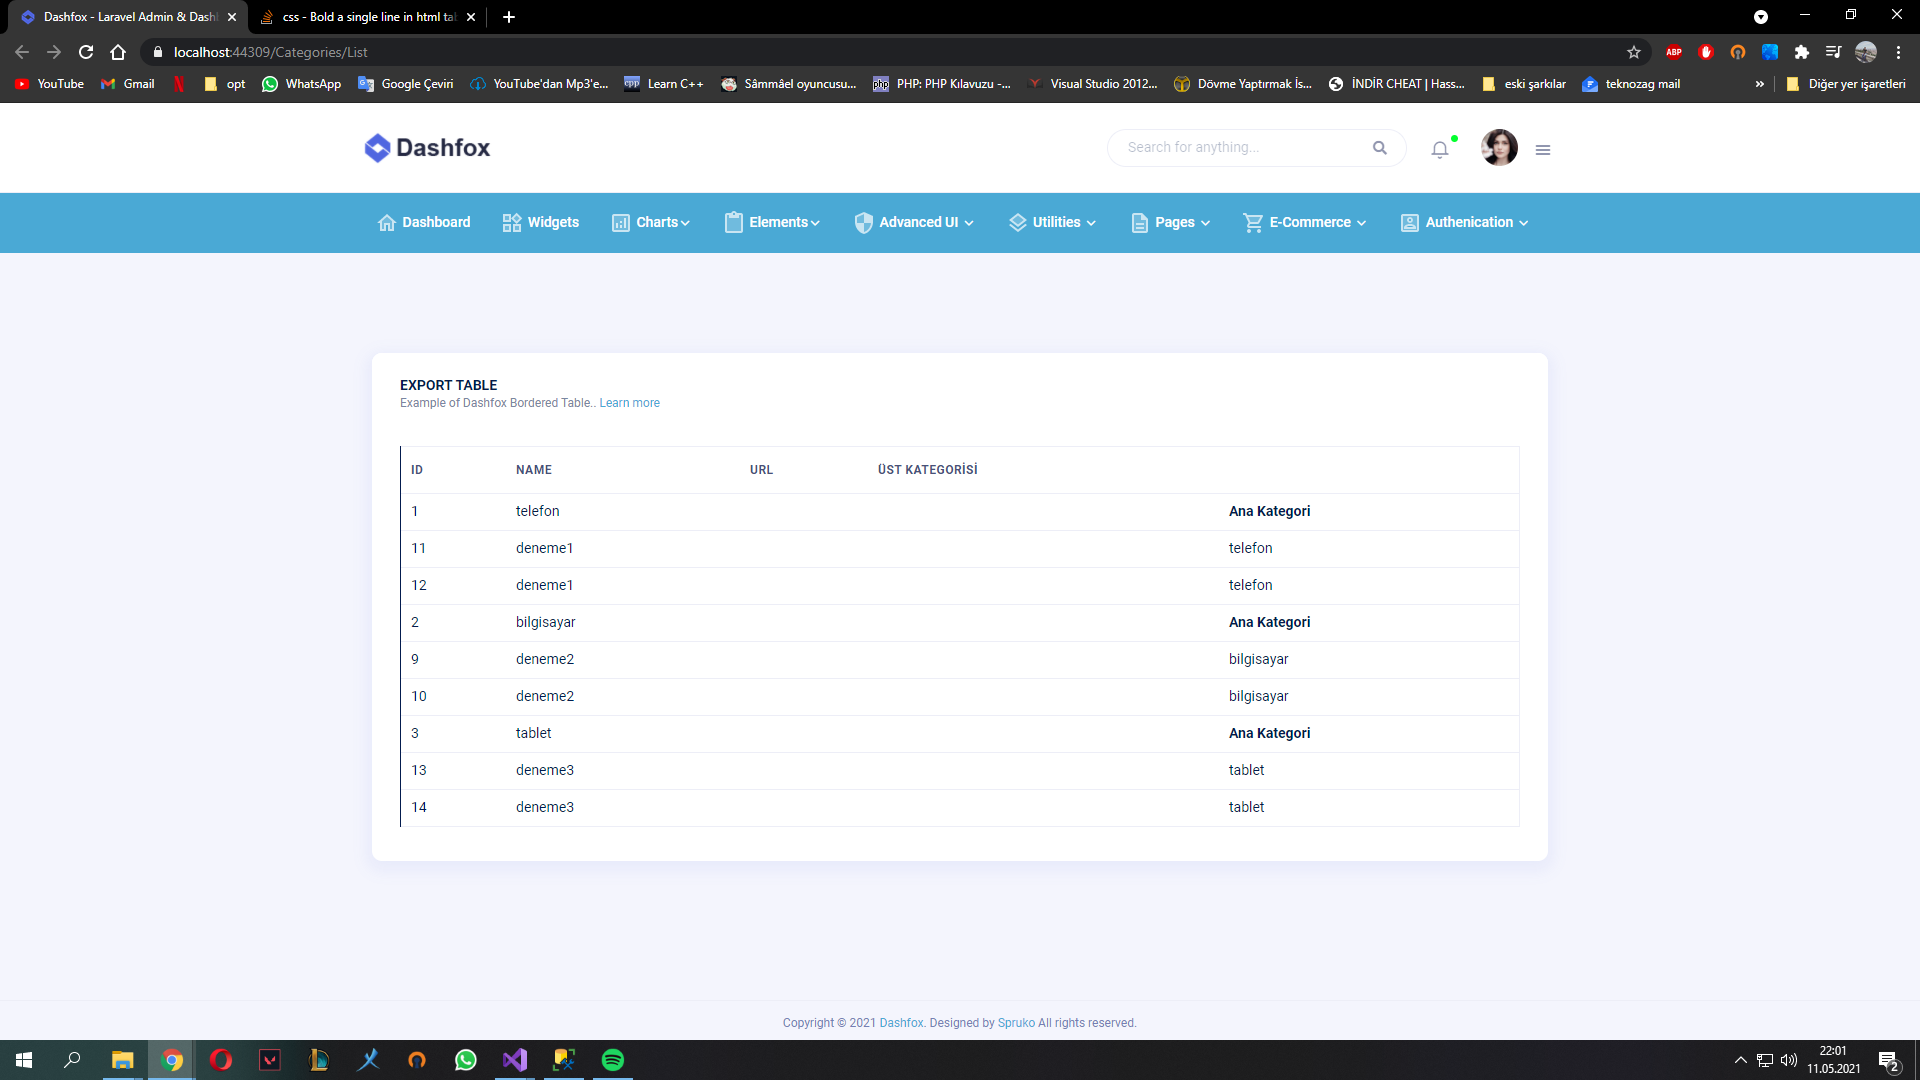 Dashfox - Laravel Admin & Dash
css - Bold a single line in html tab
localhost:44309/Categories/List
ABP
YouTube
Gmail
opt
WhatsApp
Google Çeviri
YouTube'dan Mp3'e...
Learn C++
Sâmmâel oyuncusu...
php
PHP: PHP Kılavuzu -...
Visual Studio 2012...
Dövme Yaptırmak İs...
İNDİR CHEAT | Hass...
eski şarkılar
teknozag mail
»
Diğer yer işaretleri
Dashfox
Search for anything...
Dashboard
Widgets
Charts
Elements
Advanced UI
Utilities
Pages
E-Commerce
Authenication
EXPORT TABLE
Example of Dashfox Bordered Table.. Learn more
ID NAME URL ÜST KATEGORİSİ
1 telefon Ana Kategori
11 deneme1 telefon
12 deneme1 telefon
2 bilgisayar Ana Kategori
9 deneme2 bilgisayar
10 deneme2 bilgisayar
3 tablet Ana Kategori
13 deneme3 tablet
14 deneme3 tablet
Copyright © 2021 Dashfox. Designed by Spruko All rights reserved.
22:01
11.05.2021
2